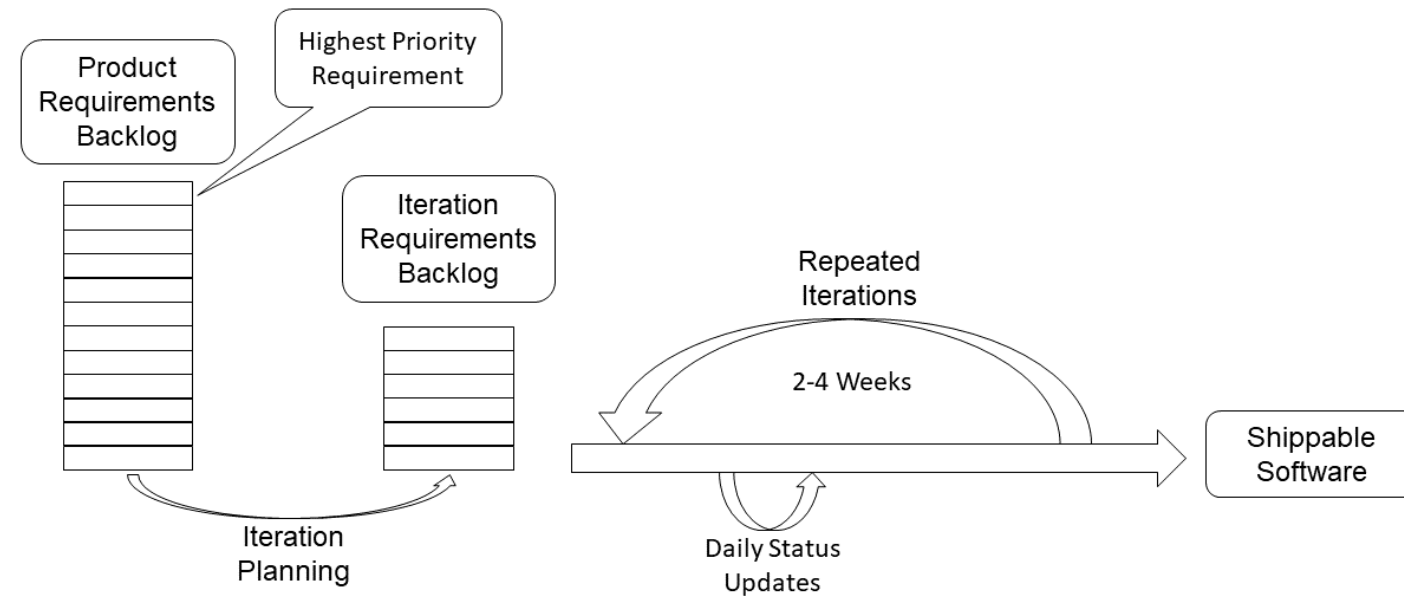 Product
Requirements
Backlog
Highest Priority
Requirement
Iteration
Requirements
Backlog
Iteration
Planning
Repeated
Iterations
2-4 Weeks
Daily Status
Updates
Shippable
Software